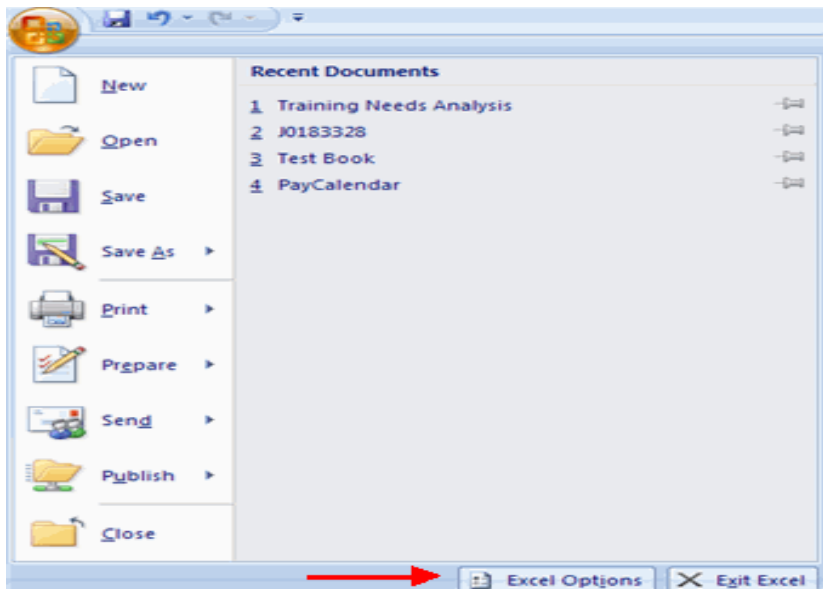 New
Open
Save
Save As
Print
Prepare
Send
Publish
Close
Recent Documents
1 Training Needs Analysis
2 J0183328
3 Test Book
4 PayCalendar
Excel Options
Exit Excel